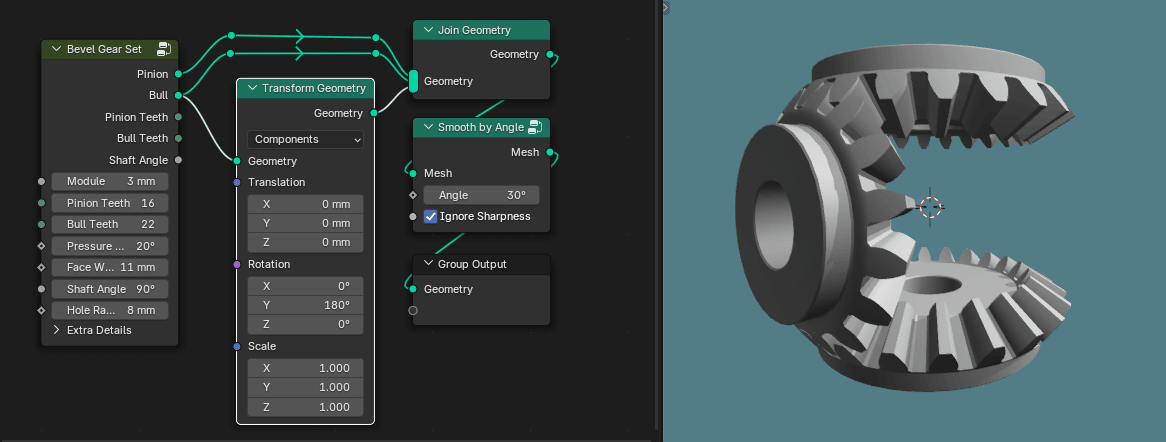 Bevel Gear Set
Pinion
Bull
Pinion Teeth
Bull Teeth
Shaft Angle
Module 3 mm
Pinion Teeth 16
Bull Teeth 22
Pressure ... 20°
Face W... 11 mm
Shaft Angle 90°
Hole Ra... 8 mm
Extra Details
Transform Geometry
Geometry
Components
Geometry
Translation
X 0 mm
Y 0 mm
Z 0 mm
Rotation
X 0°
Y 180°
Z 0°
Scale
X 1.000
Y 1.000
Z 1.000
Join Geometry
Geometry
Geometry
Smooth by Angle
Mesh
Mesh
Angle 30°
Ignore Sharpness
Group Output
Geometry